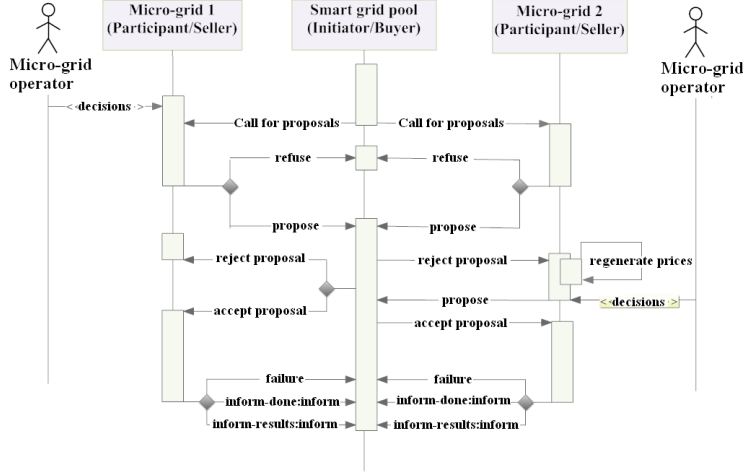 Micro-grid 1
(Participant/Seller)
Smart grid pool
(Initiator/Buyer)
Micro-grid 2
(Participant/Seller)
Micro-grid
operator
Micro-grid
operator
< decisions >
Call for proposals
Call for proposals
refuse
refuse
propose
propose
reject proposal
reject proposal
regenerate prices
propose
< decisions >
accept proposal
accept proposal
failure
failure
inform-done:inform
inform-done:inform
inform-results:inform
inform-results:inform